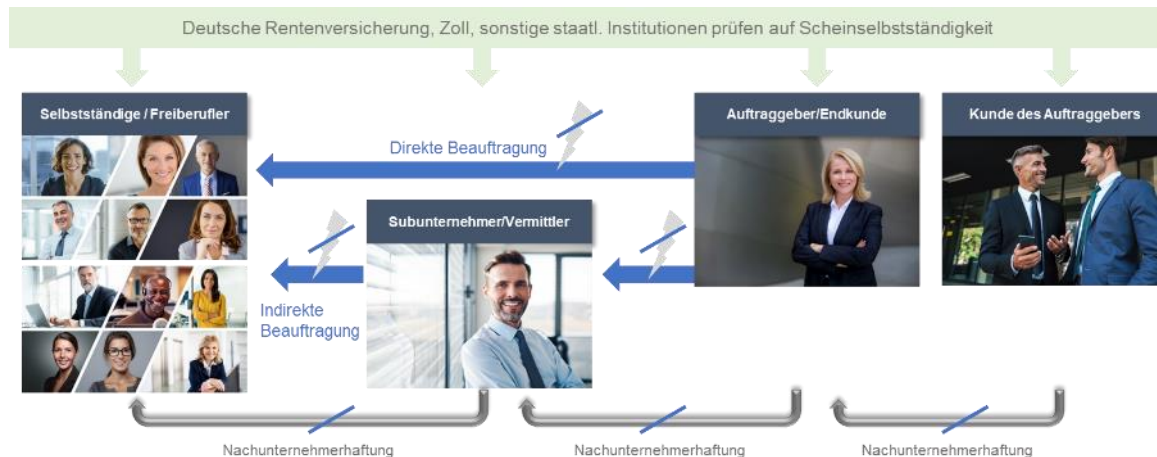 Deutsche Rentenversicherung, Zoll, sonstige staatl. Institutionen prüfen auf Scheinselbstständigkeit
Selbstständige / Freiberufler
Auftraggeber/Endkunde
Kunde des Auftraggebers
Direkte Beauftragung
Subunternehmer/Vermittler
Indirekte
Beauftragung
Nachunternehmerhaftung
Nachunternehmerhaftung
Nachunternehmerhaftung